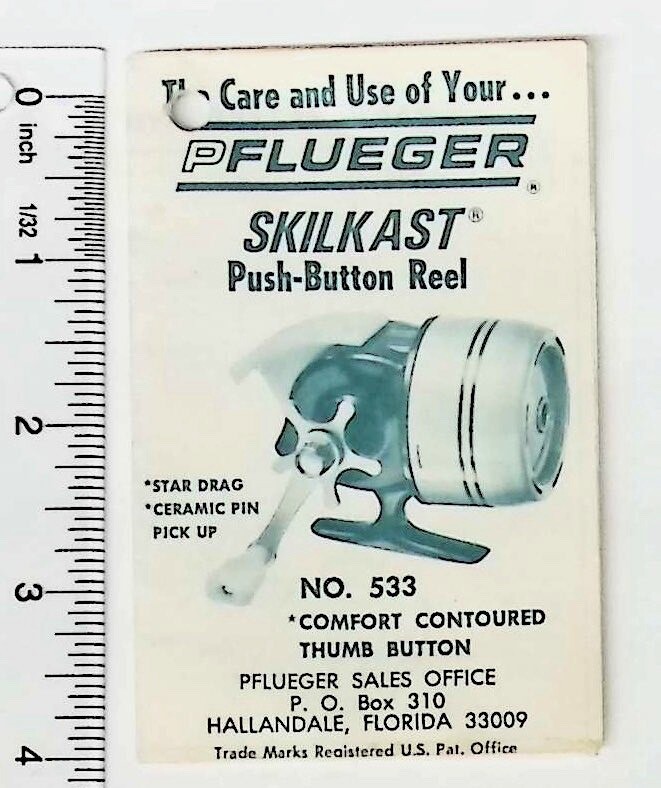 The Care and Use of Your...
PFLUEGER ®
SKILKAST®
Push-Button Reel
*STAR DRAG
*CERAMIC PIN
PICK UP
NO. 533
*COMFORT CONTOURED
THUMB BUTTON
PFLUEGER SALES OFFICE
P. O. Box 310
HALLANDALE, FLORIDA 33009
Trade Marks Registered U.S. Pat. Office
0
inch
1/32
1
2
3
4